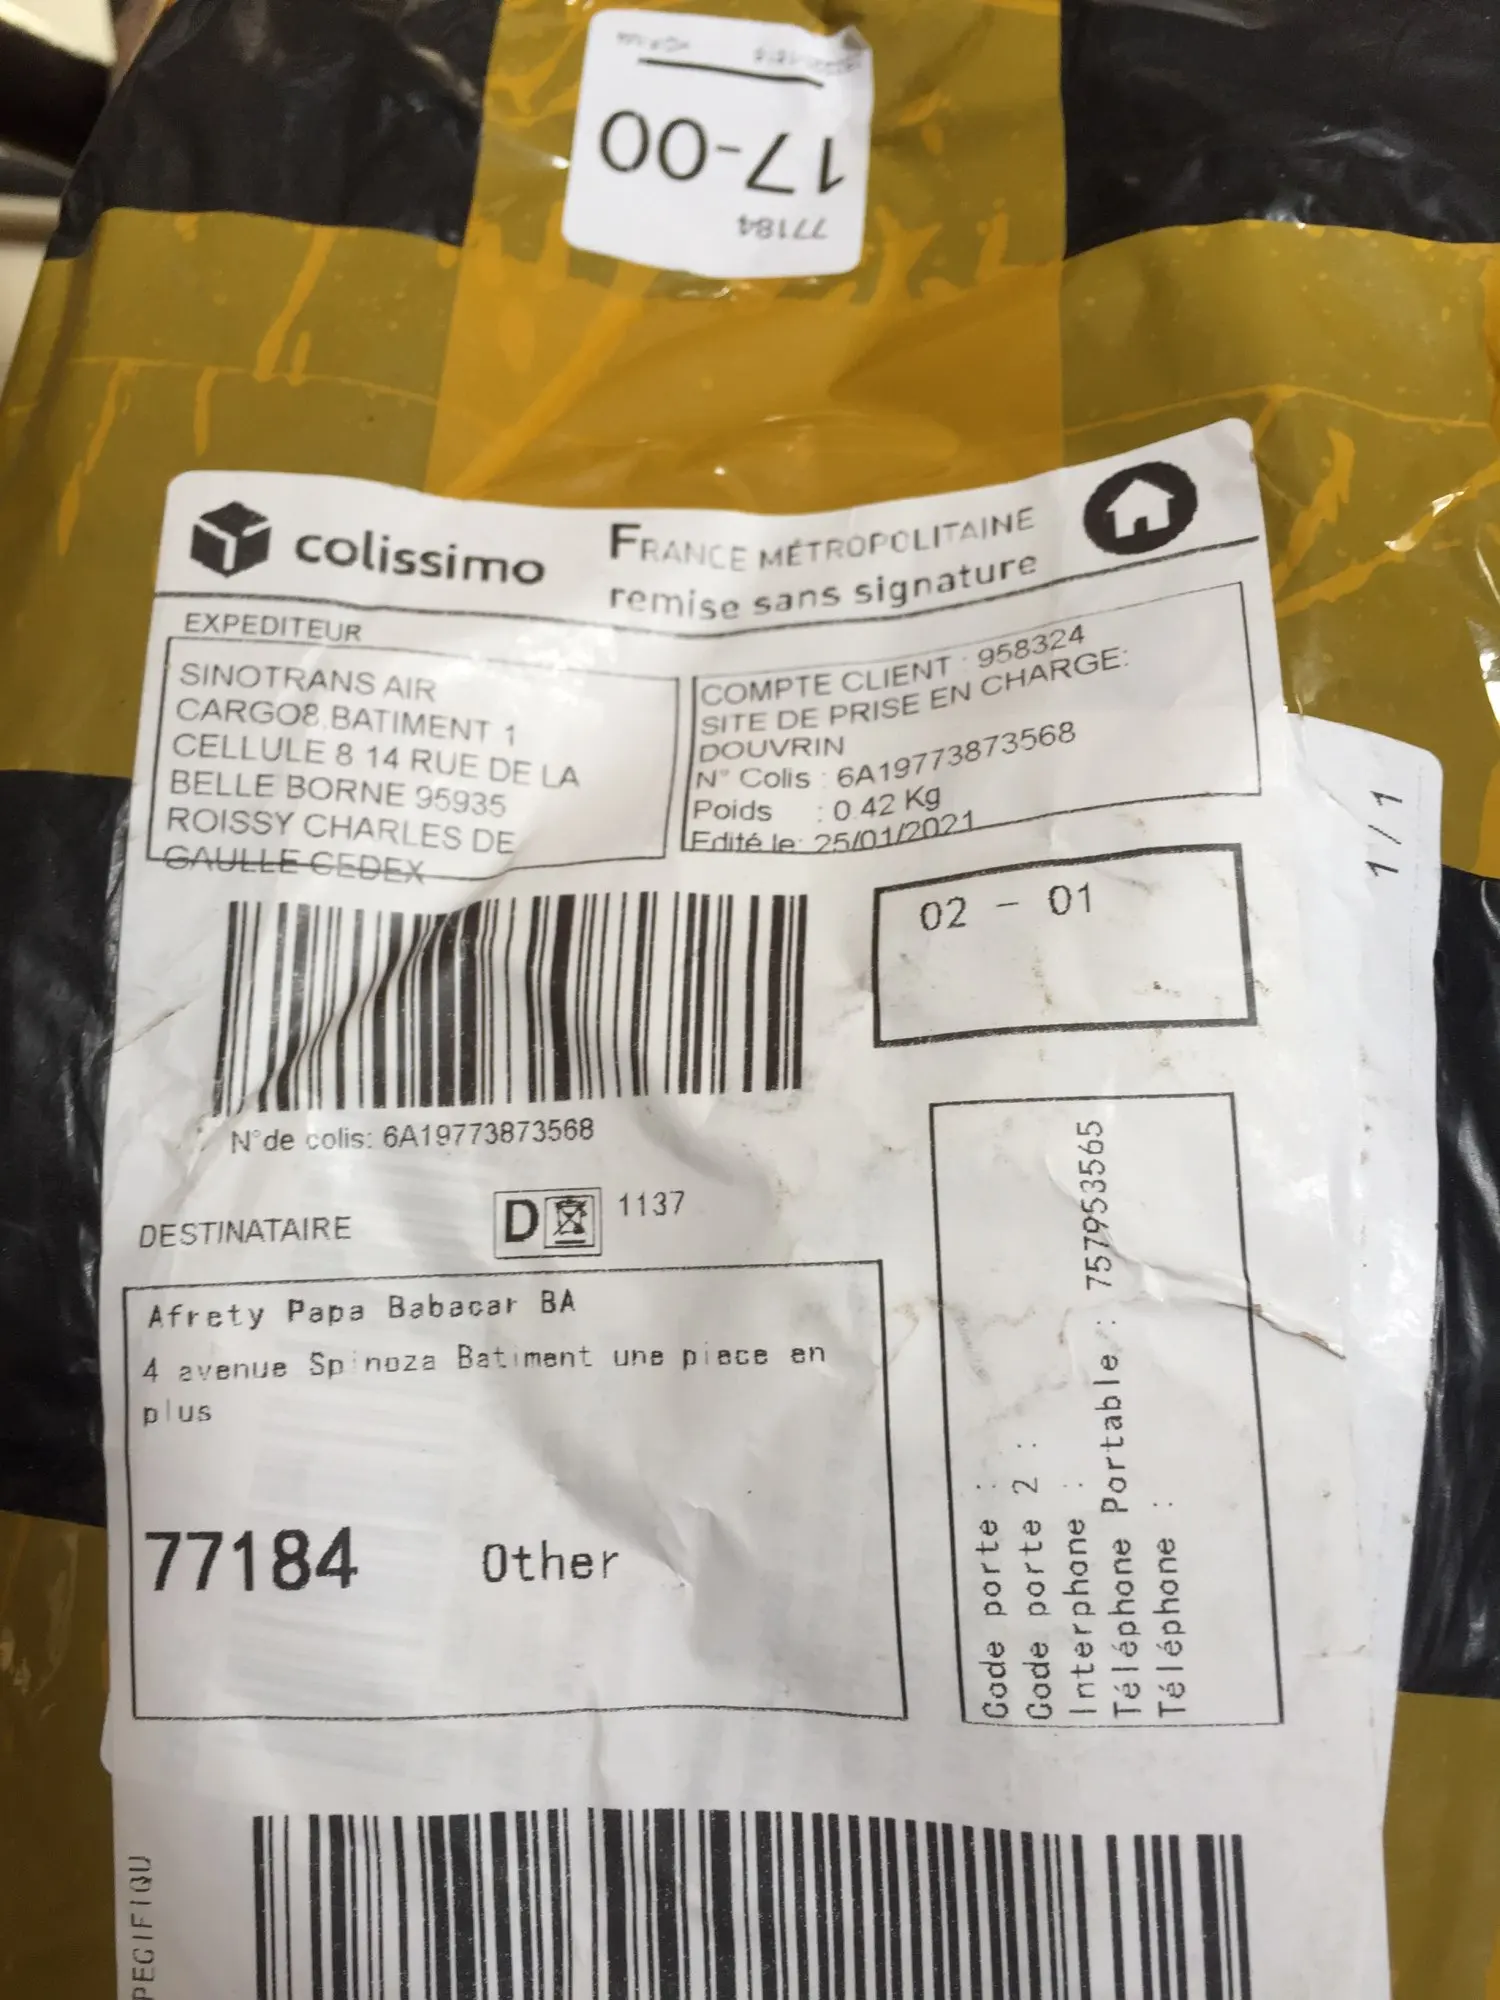 17-00
77184
colissimo
FRANCE MÉTROPOLITAINE
remise sans signature
EXPEDITEUR
SINOTRANS AIR
CARGO8 BATIMENT 1
CELLULE 8 14 RUE DE LA
BELLE BORNE 95935
ROISSY CHARLES DE
GAULLE CEDEX
COMPTE CLIENT : 958324
SITE DE PRISE EN CHARGE:
DOUVRIN
N° Colis : 6A19773873568
Poids : 0.42 Kg
Edité le: 25/01/2021
1/1
02 - 01
N°de colis: 6A19773873568
DESTINATAIRE
D 1137
Afrety Papa Babacar BA
4 avenue Spinoza Batiment une piece en
plus
77184 Other
Code porte :
Code porte 2 :
Interphone :
Téléphone Portable : 757953565
Téléphone :
PECIFIQU